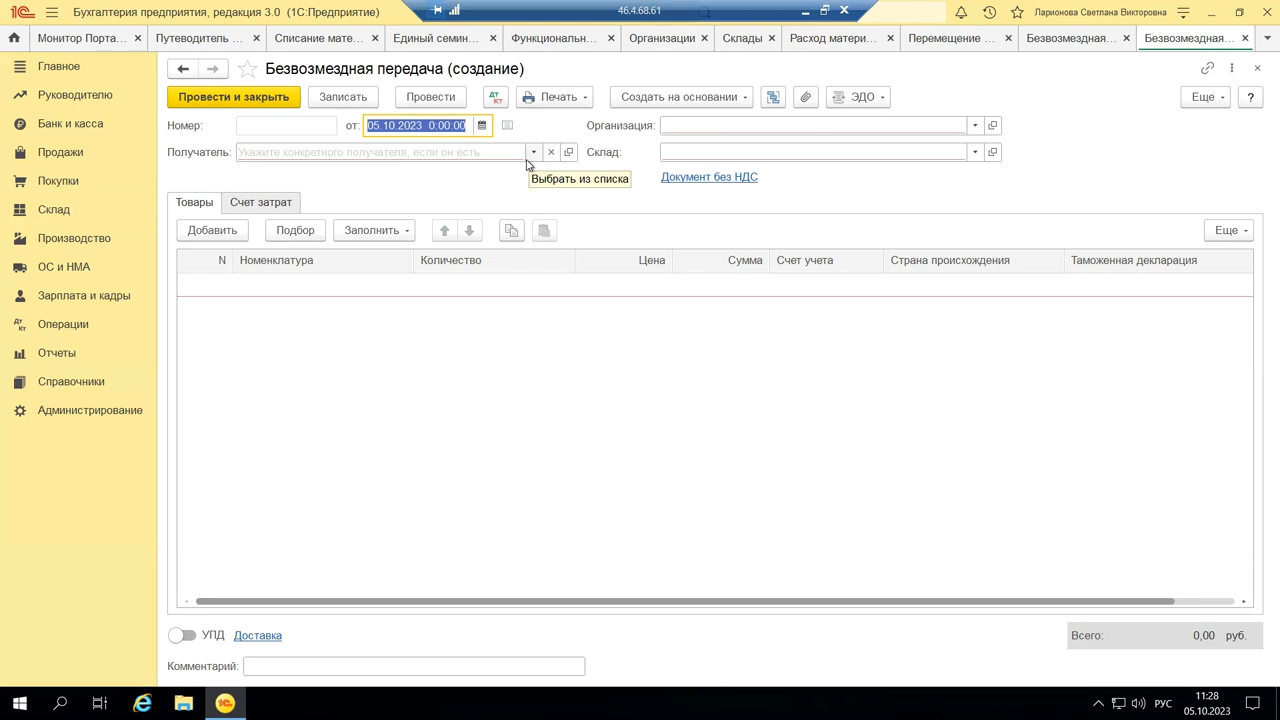 Бухгалтерия предприятия, редакция 3.0 (1С:Предприятие)
46.4.68.61
Ларионова Светлана Викторовна
Монитор Порта...
Путеводитель ...
Списание мате...
Единый семин...
Функциональн...
Организации
Склады
Расход матери...
Перемещение ...
Безвозмездная...
Безвозмездная...
Главное
Руководителю
Банк и касса
Продажи
Покупки
Склад
Производство
ОС и НМА
Зарплата и кадры
Операции
Отчеты
Справочники
Администрирование
Безвозмездная передача (создание)
Провести и закрыть
Записать
Провести
Дт Кт
Печать
Создать на основании
ЭДО
Еще
?
Номер:
от: 05.10.2023 0:00:00
Организация:
Получатель: Укажите конкретного получателя, если он есть
Склад:
Выбрать из списка
Документ без НДС
Товары
Счет затрат
Добавить
Подбор
Заполнить
Еще
N
Номенклатура
Количество
Цена
Сумма
Счет учета
Страна происхождения
Таможенная декларация
УПД
Доставка
Всего: 0,00 руб.
Комментарий:
РУС
11:28
05.10.2023